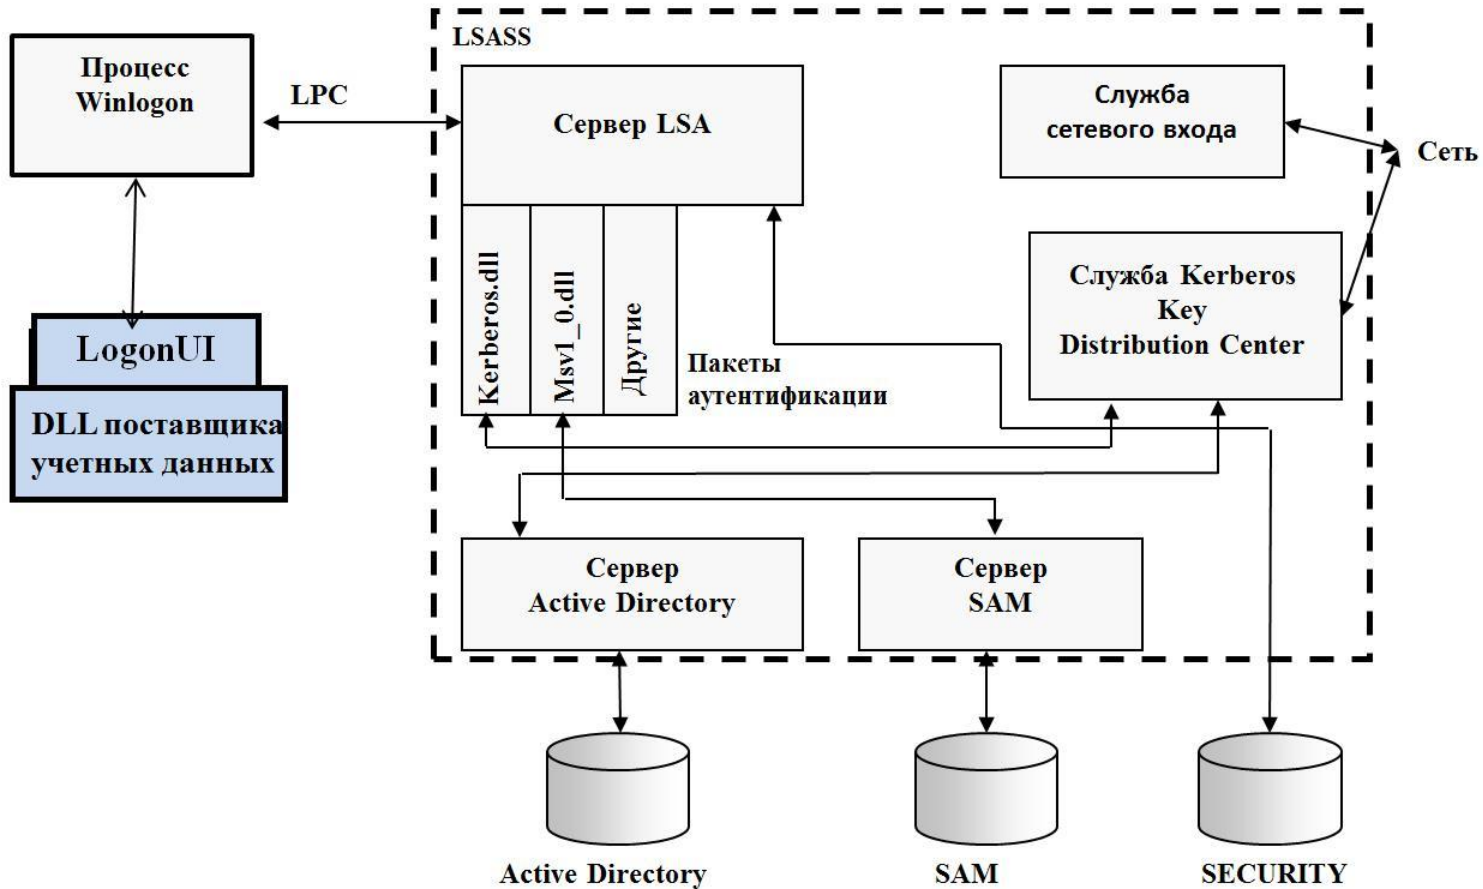 LSASS
Процесс
Winlogon
LPC
Сервер LSA
Служба
сетевого входа
Сеть
Kerberos.dll
Msv1_0.dll
Другие
Пакеты
аутентификации
Служба Kerberos
Key
Distribution Center
LogonUI
DLL поставщика
учетных данных
Сервер
Active Directory
Сервер
SAM
Active Directory
SAM
SECURITY